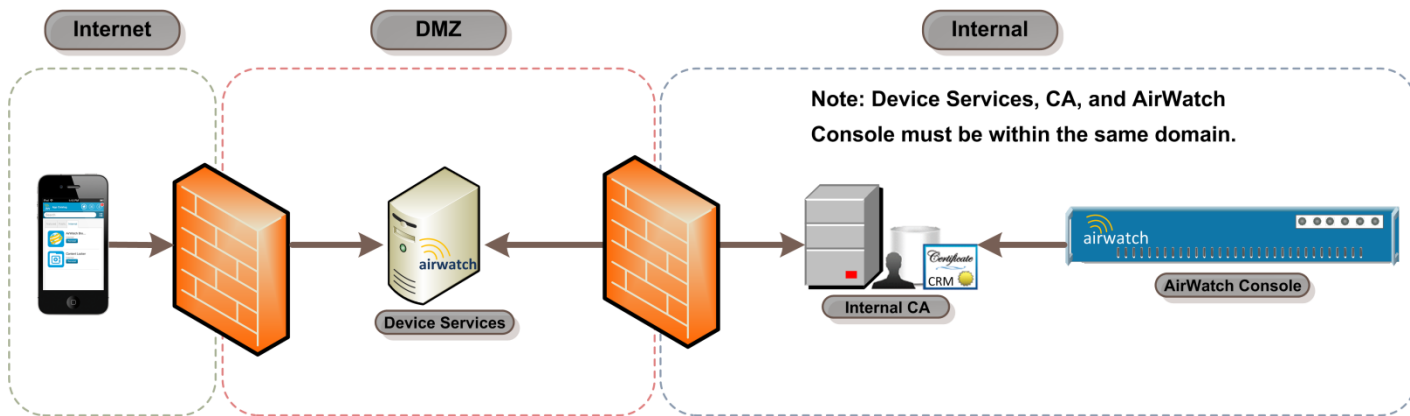 Internet
DMZ
Internal
Note: Device Services, CA, and AirWatch
Console must be within the same domain.
airwatch
Device Services
Certificate
CRM
Internal CA
airwatch
AirWatch Console